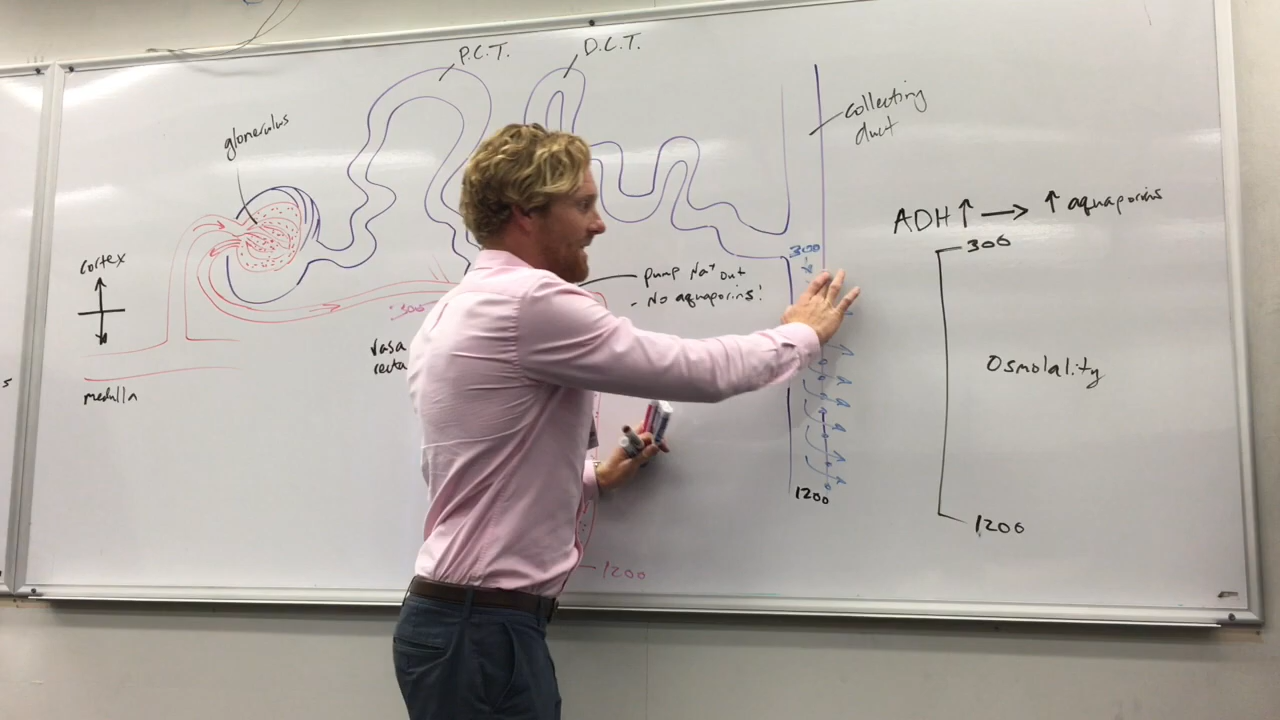 P.C.T.
D.C.T.
glomerulus
collecting
duct
ADH ↑ → ↑ aquaporins
300
300
cortex
pump Na⁺ out
- No aquaporins!
300
vasa
recta
Osmolality
medulla
s
1200
1200
1200